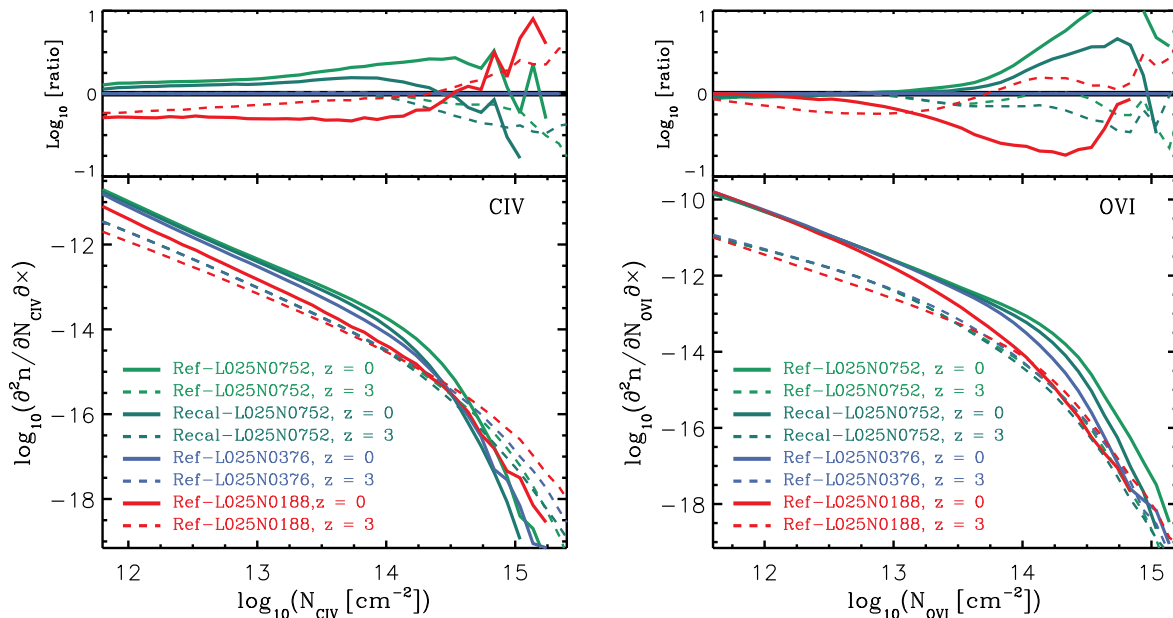 1
0
−1
Log₁₀ [ratio]
CIV
−12
−14
−16
−18
log₁₀(∂²n/∂N_CIV ∂×)
Ref−L025N0752, z = 0
Ref−L025N0752, z = 3
Recal−L025N0752, z = 0
Recal−L025N0752, z = 3
Ref−L025N0376, z = 0
Ref−L025N0376, z = 3
Ref−L025N0188,z = 0
Ref−L025N0188, z = 3
12 13 14 15
log₁₀(N_CIV [cm⁻²])
1
0
−1
Log₁₀ [ratio]
OVI
−10
−12
−14
−16
−18
log₁₀(∂²n/∂N_OVI ∂×)
Ref−L025N0752, z = 0
Ref−L025N0752, z = 3
Recal−L025N0752, z = 0
Recal−L025N0752, z = 3
Ref−L025N0376, z = 0
Ref−L025N0376, z = 3
Ref−L025N0188, z = 0
Ref−L025N0188, z = 3
12 13 14 15
log₁₀(N_OVI [cm⁻²])